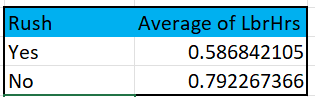 Rush Average of LbrHrs
Yes 0.586842105
No 0.792267366